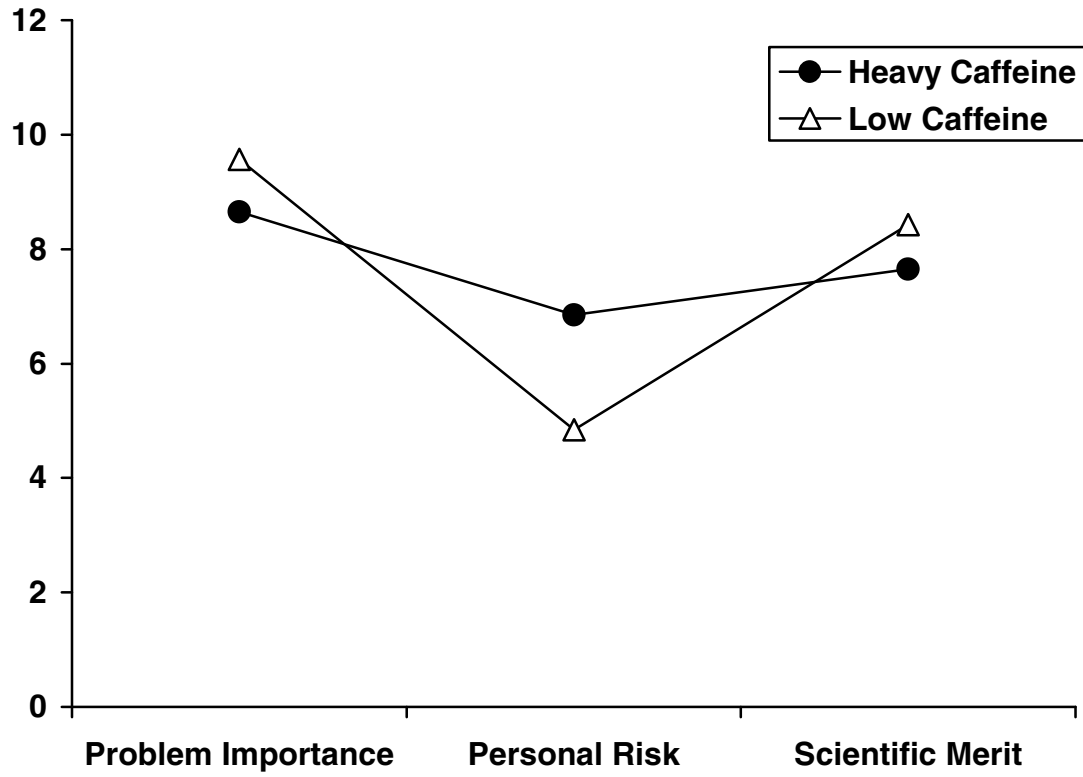 12
10
8
6
4
2
0
Heavy Caffeine
Low Caffeine
Problem Importance
Personal Risk
Scientific Merit